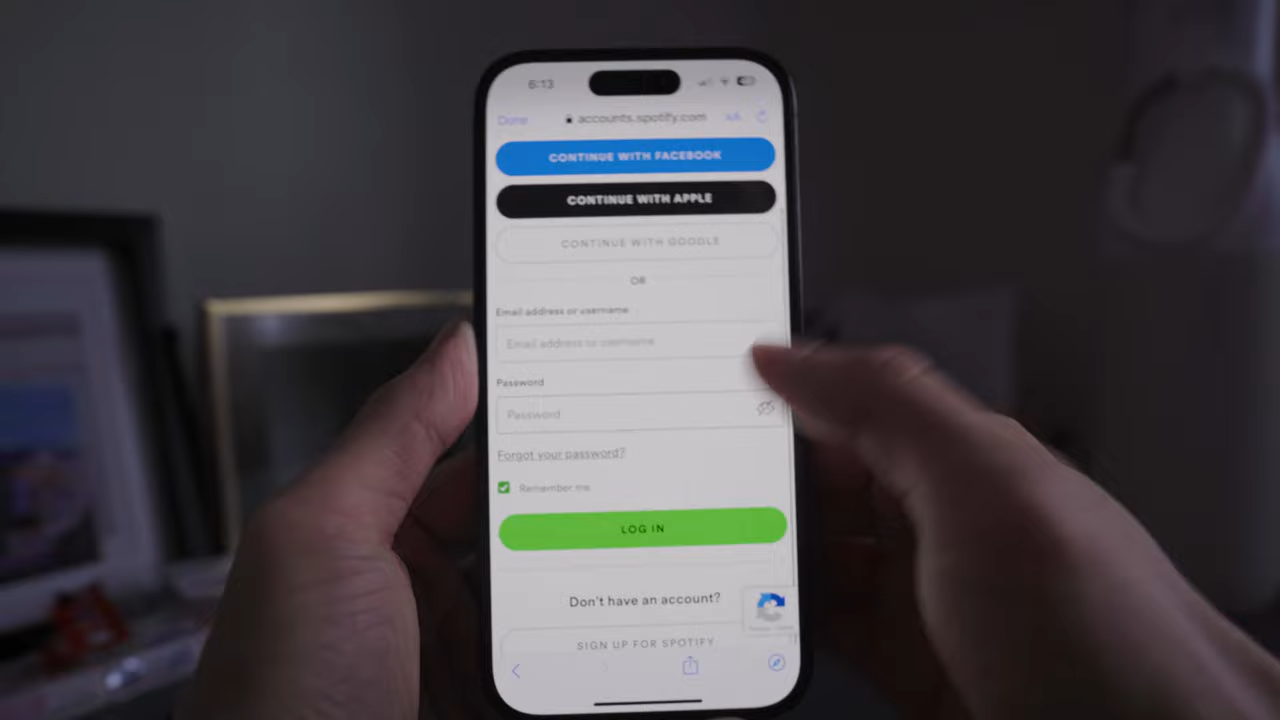 6:13
Done accounts.spotify.com AA
CONTINUE WITH FACEBOOK
CONTINUE WITH APPLE
CONTINUE WITH GOOGLE
OR
Email address or username
Email address or username
Password
Password
Forgot your password?
Remember me
LOG IN
Don't have an account?
SIGN UP FOR SPOTIFY